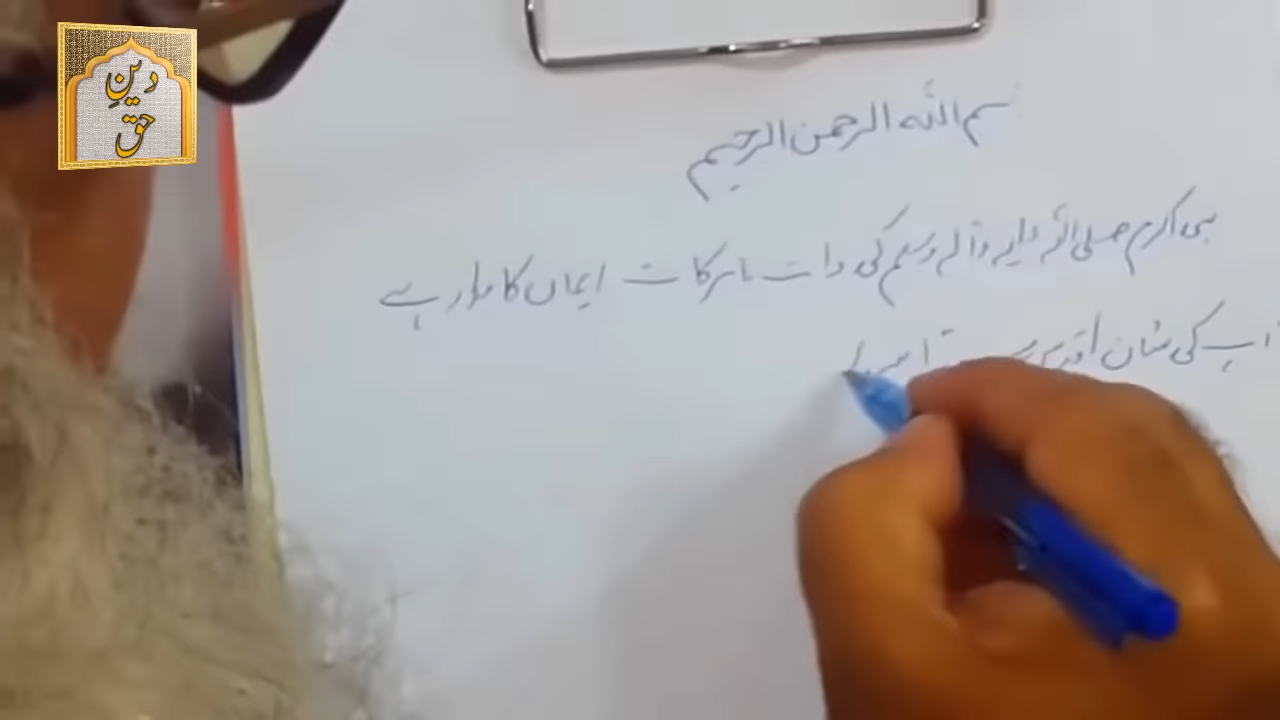 دینِ
حق
بسم اللہ الرحمن الرحیم
نبی اکرم صلی اللہ علیہ وآلہ وسلم کی ذات بابرکات ایمان کا مدار ہے
آپ کی شان اقدس